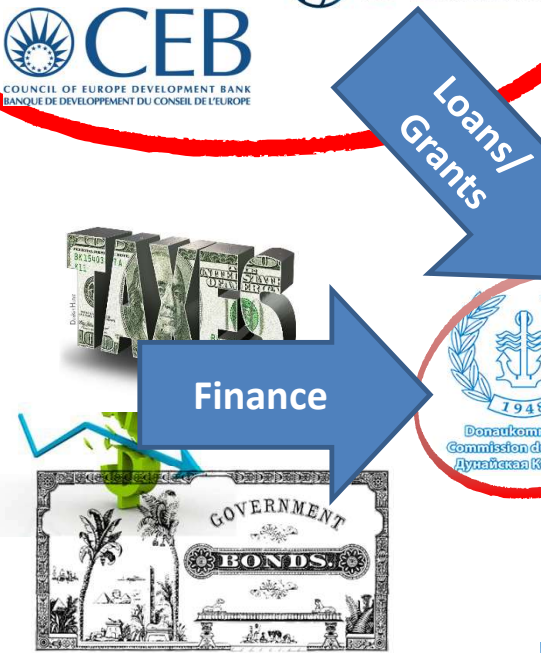 CEB
COUNCIL OF EUROPE DEVELOPMENT BANK
BANQUE DE DEVELOPPEMENT DU CONSEIL DE L'EUROPE
Loans/
Grants
TAXES
Finance
1948
Commission d
Дунайская К
GOVERNMENT
BONDS.